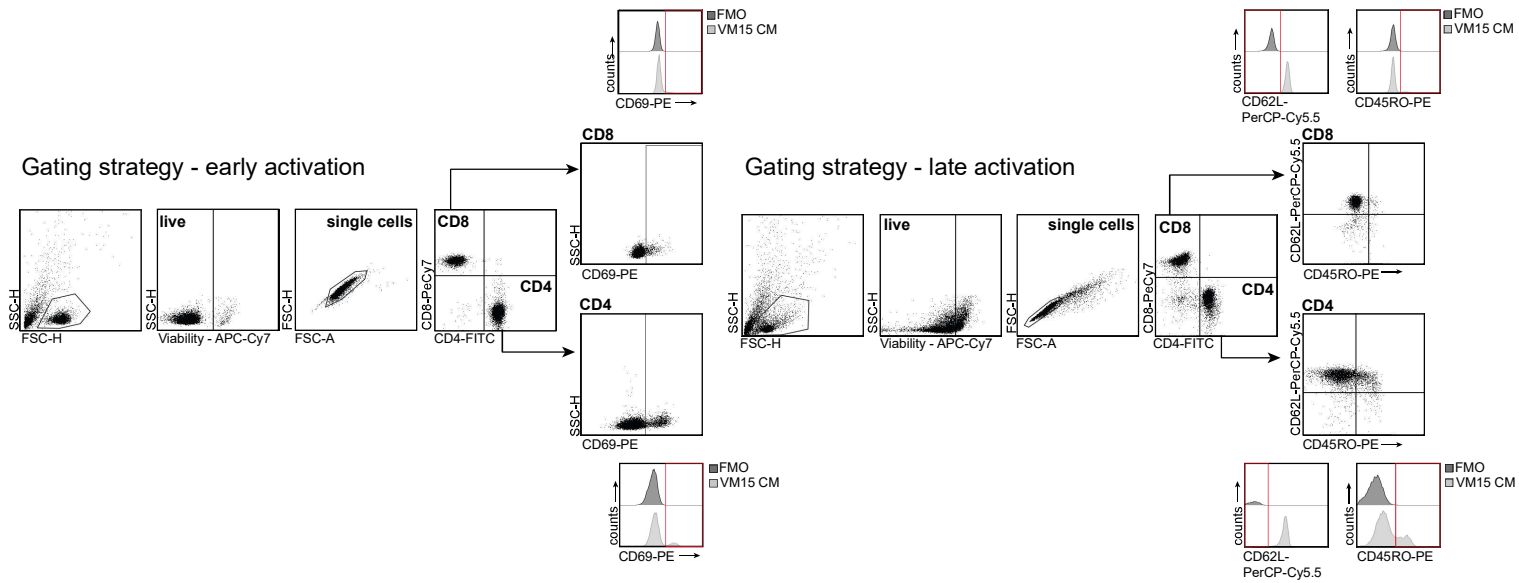 FMO
VM15 CM
counts
CD69-PE
Gating strategy - early activation
SSC-H
FSC-H
live
SSC-H
Viability - APC-Cy7
single cells
FSC-H
FSC-A
CD8
CD4
CD8-PeCy7
CD4-FITC
CD8
SSC-H
CD69-PE
CD4
SSC-H
CD69-PE
FMO
VM15 CM
counts
CD69-PE
FMO
VM15 CM
counts
CD62L-
PerCP-Cy5.5
counts
CD45RO-PE
Gating strategy - late activation
SSC-H
FSC-H
live
SSC-H
Viability - APC-Cy7
single cells
FSC-H
FSC-A
CD8
CD4
CD8-PeCy7
CD4-FITC
CD8
CD62L-PerCP-Cy5.5
CD45RO-PE
CD4
CD62L-PerCP-Cy5.5
CD45RO-PE
FMO
VM15 CM
counts
CD62L-
PerCP-Cy5.5
counts
CD45RO-PE